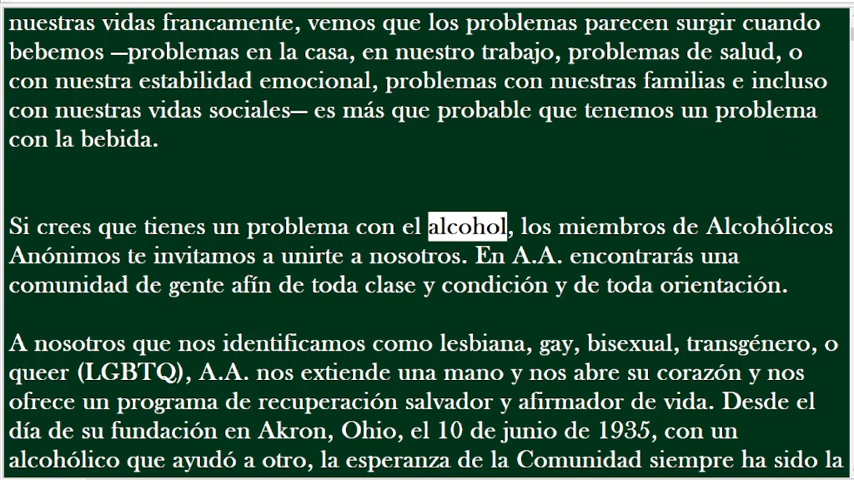 nuestras vidas francamente, vemos que los problemas parecen surgir cuando
bebemos —problemas en la casa, en nuestro trabajo, problemas de salud, o
con nuestra estabilidad emocional, problemas con nuestras familias e incluso
con nuestras vidas sociales— es más que probable que tenemos un problema
con la bebida.
Si crees que tienes un problema con el alcohol, los miembros de Alcohólicos
Anónimos te invitamos a unirte a nosotros. En A.A. encontrarás una
comunidad de gente afín de toda clase y condición y de toda orientación.
A nosotros que nos identificamos como lesbiana, gay, bisexual, transgénero, o
queer (LGBTQ), A.A. nos extiende una mano y nos abre su corazón y nos
ofrece un programa de recuperación salvador y afirmador de vida. Desde el
día de su fundación en Akron, Ohio, el 10 de junio de 1935, con un
alcohólico que ayudó a otro, la esperanza de la Comunidad siempre ha sido la